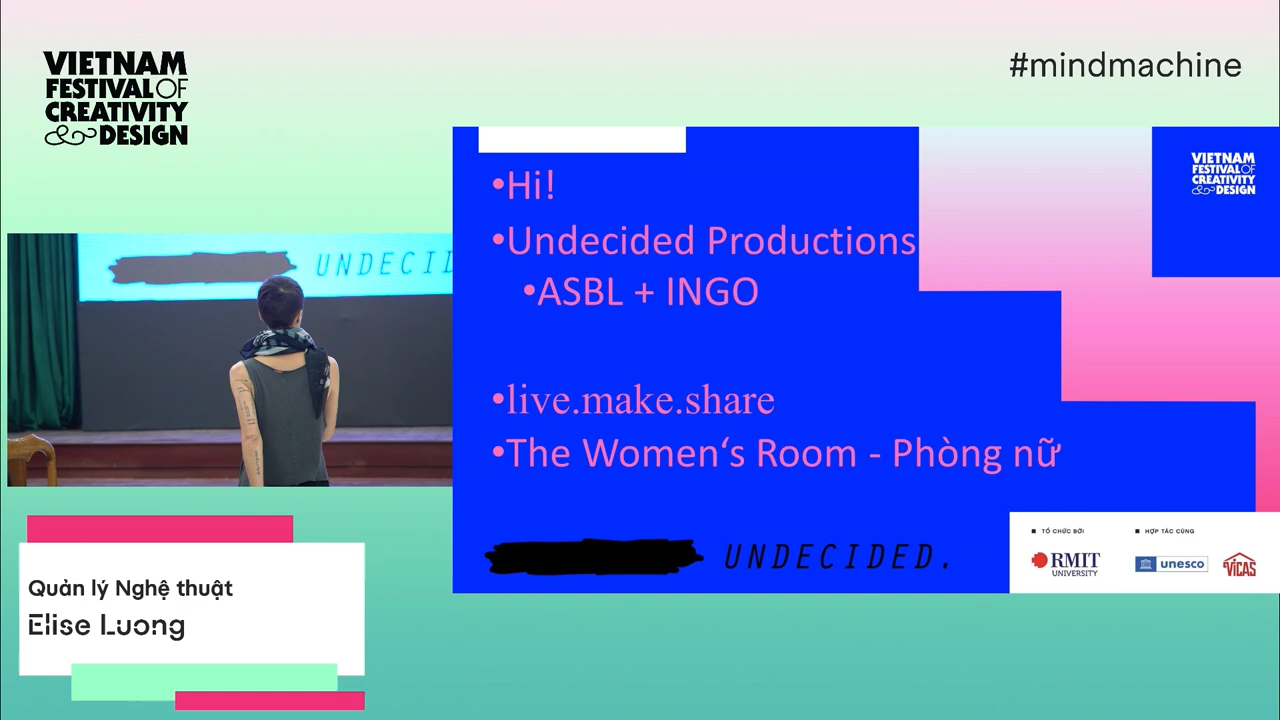 VIETNAM
FESTIVAL OF
CREATIVITY
& DESIGN
#mindmachine
VIETNAM
FESTIVAL OF
CREATIVITY
& DESIGN
•Hi!
•Undecided Productions
•ASBL + INGO
•live.make.share
•The Women‘s Room - Phòng nữ
UNDECIDED.
UNDECID
TỔ CHỨC BỞI
HỢP TÁC CÙNG
RMIT
UNIVERSITY
unesco
VICAS
Quản lý Nghệ thuật
Elise Luong